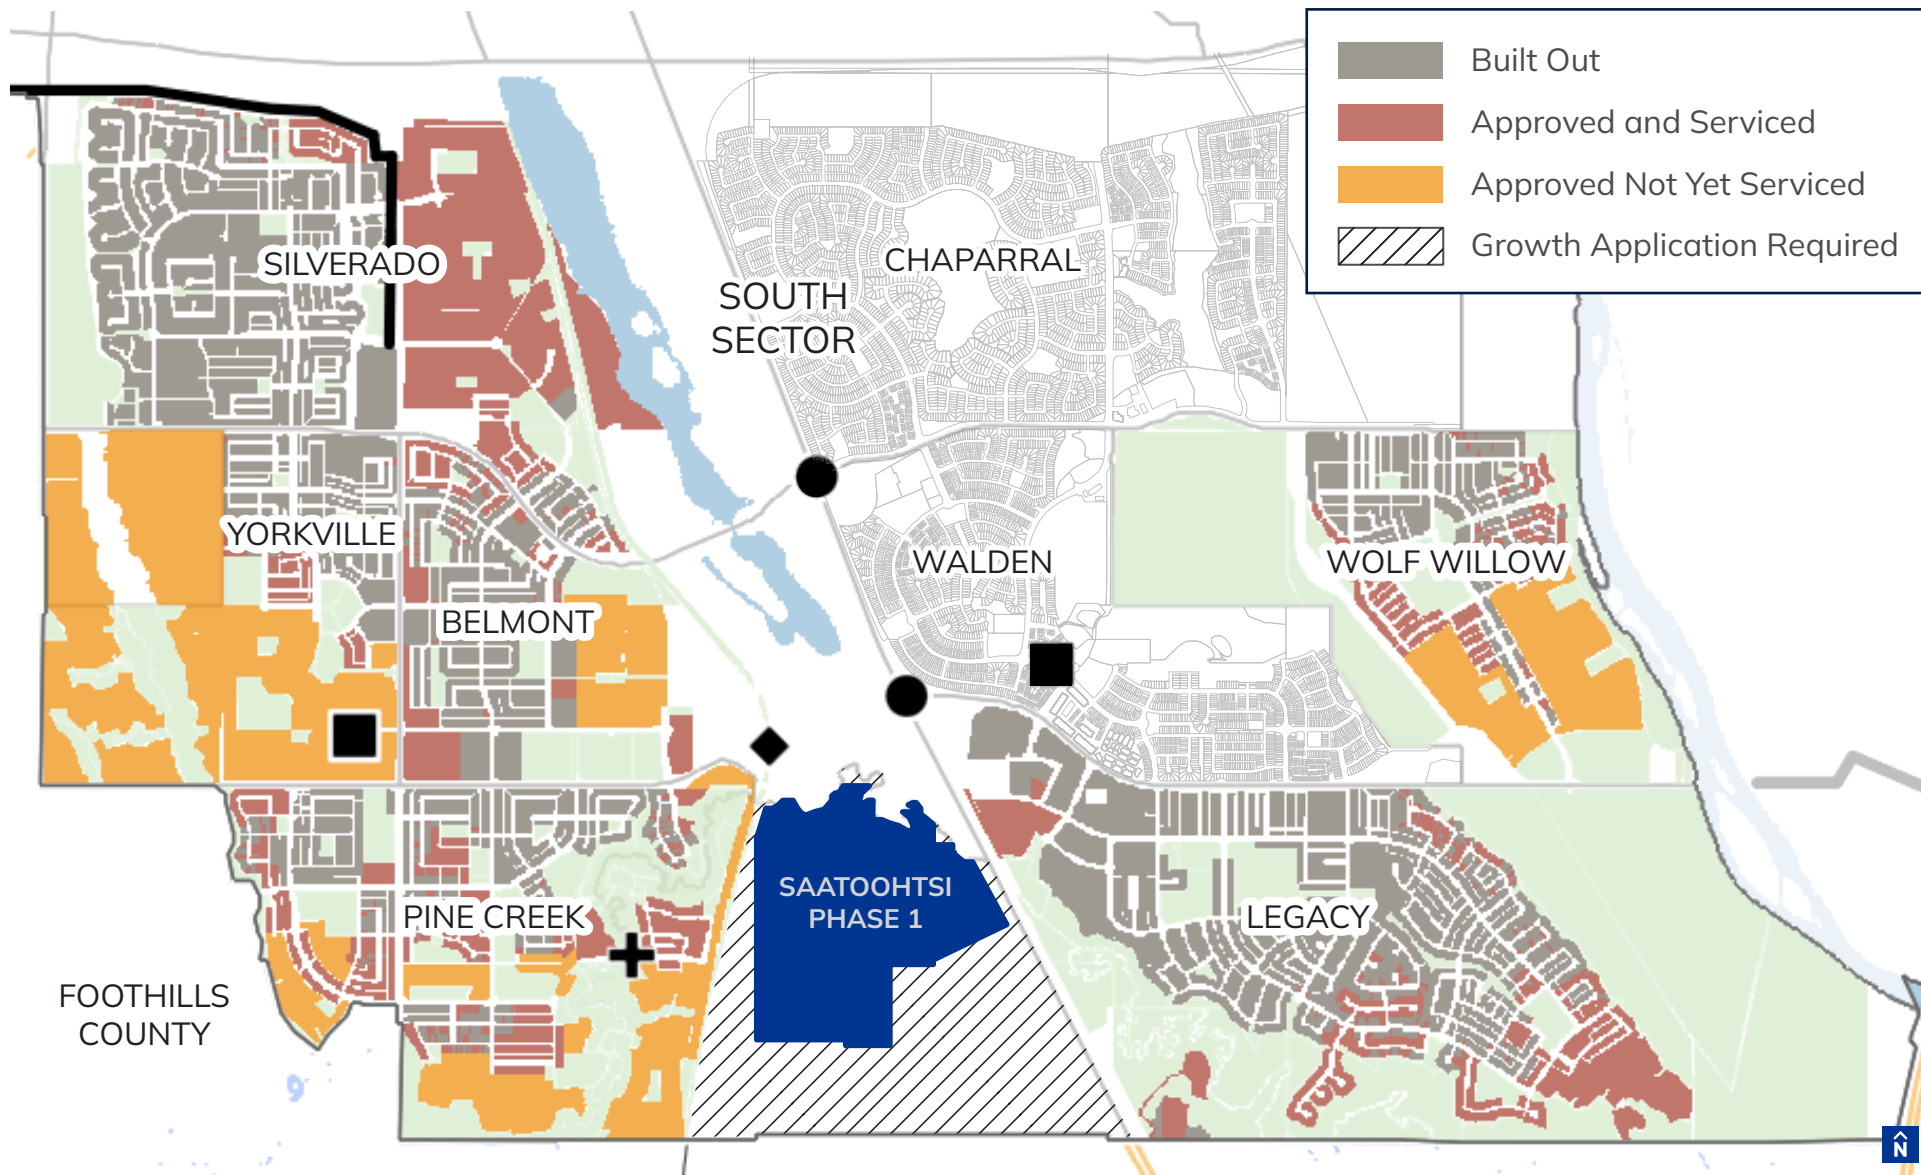 Built Out
Approved and Serviced
Approved Not Yet Serviced
Growth Application Required
SILVERADO
CHAPARRAL
SOUTH
SECTOR
YORKVILLE
WALDEN
WOLF WILLOW
BELMONT
SAATOOHTSI
PHASE 1
PINE CREEK
LEGACY
FOOTHILLS
COUNTY
N